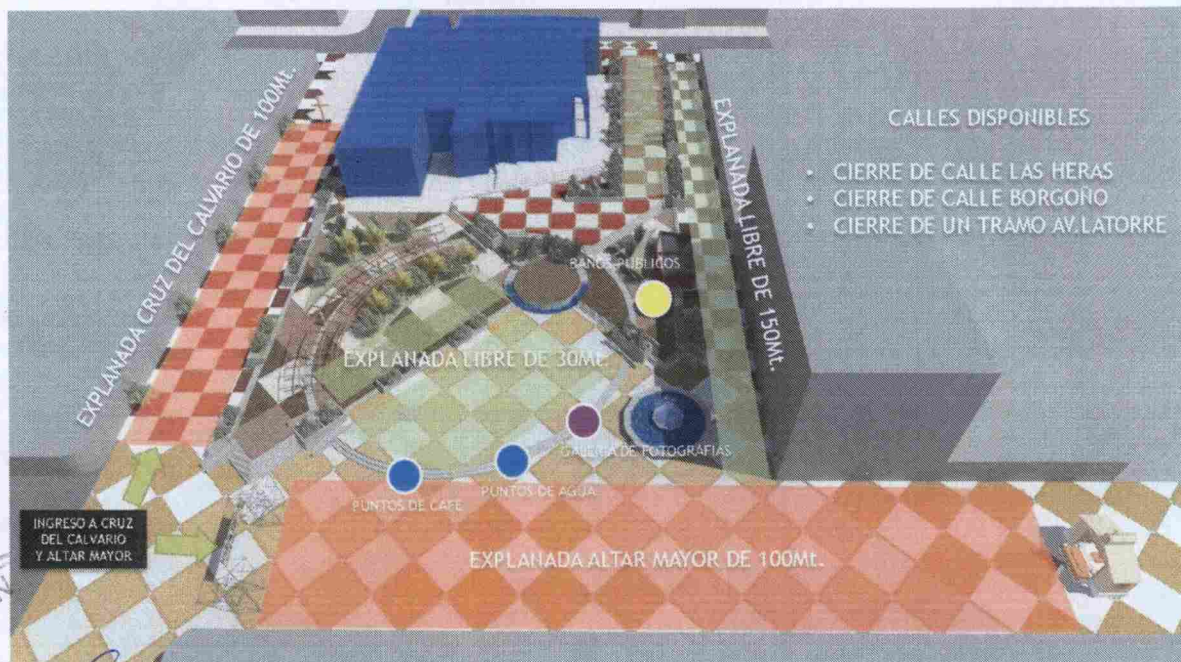 EXPLANADA CRUZ DEL CALVARIO DE 100Mt.
EXPLANADA LIBRE DE 150Mt.
CALLES DISPONIBLES
• CIERRE DE CALLE LAS HERAS
• CIERRE DE CALLE BORGOÑO
• CIERRE DE UN TRAMO AV.LATORRE
BAÑOS PUBLICOS
EXPLANADA LIBRE DE 30Mt.
GALERIA DE FOTOGRAFIAS
PUNTOS DE AGUA
PUNTOS DE CAFE
INGRESO A CRUZ
DEL CALVARIO
Y ALTAR MAYOR
EXPLANADA ALTAR MAYOR DE 100Mt.